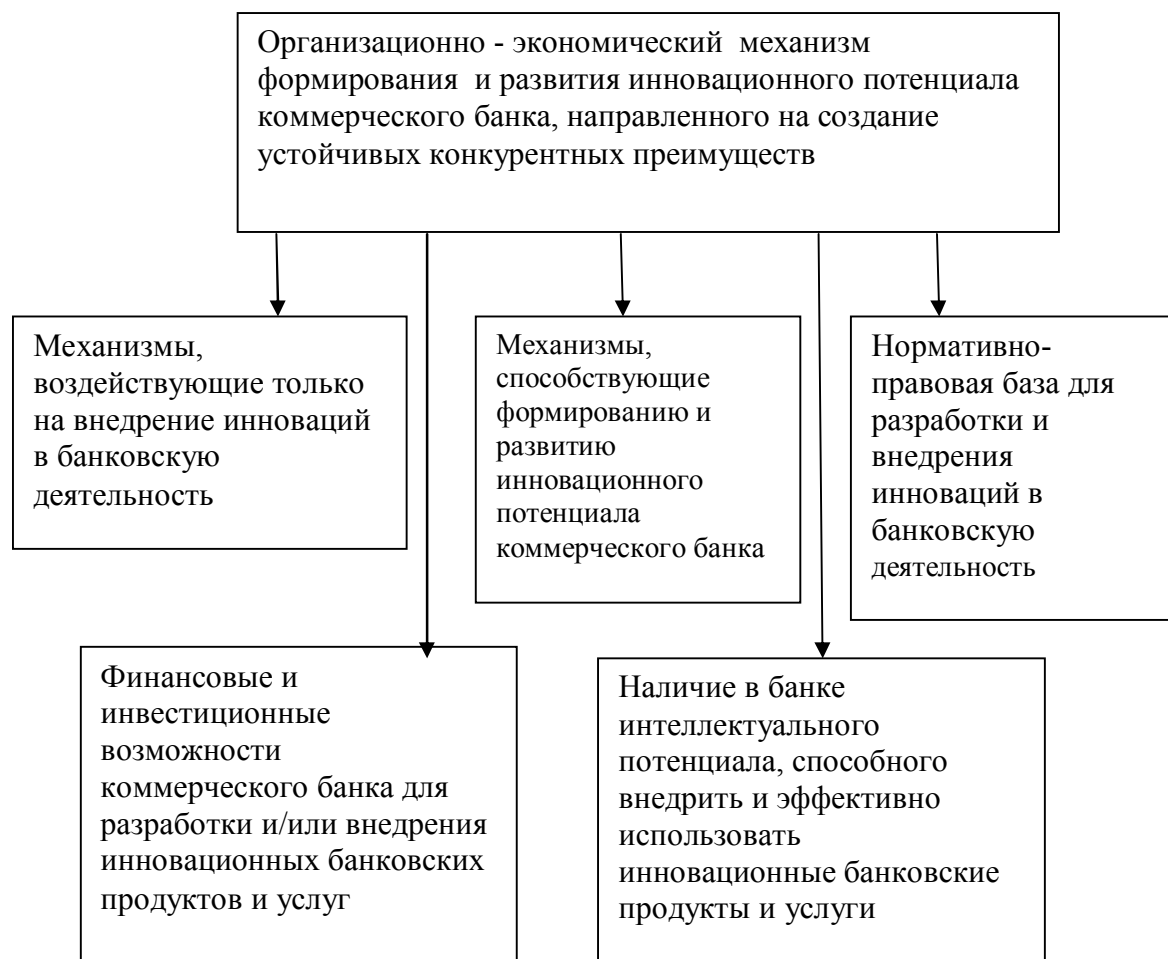 Организационно - экономический механизм
формирования и развития инновационного потенциала
коммерческого банка, направленного на создание
устойчивых конкурентных преимуществ
Механизмы,
воздействующие только
на внедрение инноваций
в банковскую
деятельность
Механизмы,
способствующие
формированию и
развитию
инновационного
потенциала
коммерческого банка
Нормативно-
правовая база для
разработки и
внедрения
инноваций в
банковскую
деятельность
Финансовые и
инвестиционные
возможности
коммерческого банка для
разработки и/или внедрения
инновационных банковских
продуктов и услуг
Наличие в банке
интеллектуального
потенциала, способного
внедрить и эффективно
использовать
инновационные банковские
продукты и услуги